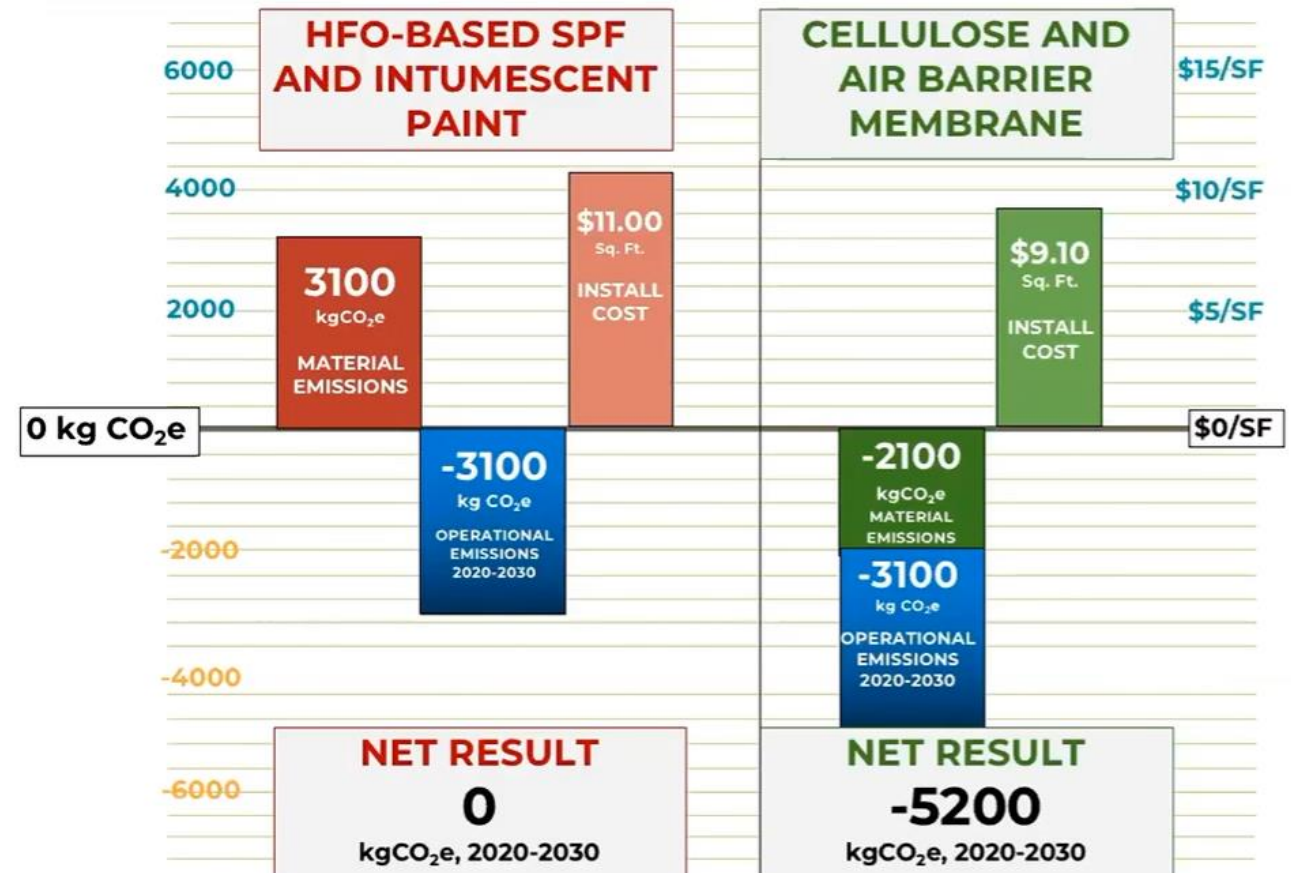 HFO-BASED SPF
AND INTUMESCENT
PAINT
CELLULOSE AND
AIR BARRIER
MEMBRANE
6000
4000
2000
0 kg CO₂e
-2000
-4000
-6000
$15/SF
$10/SF
$5/SF
$0/SF
3100
kgCO₂e
MATERIAL
EMISSIONS
-3100
kg CO₂e
OPERATIONAL
EMISSIONS
2020-2030
$11.00
Sq. Ft.
INSTALL
COST
-2100
kgCO₂e
MATERIAL
EMISSIONS
-3100
kg CO₂e
OPERATIONAL
EMISSIONS
2020-2030
$9.10
Sq. Ft.
INSTALL
COST
NET RESULT
0
kgCO₂e, 2020-2030
NET RESULT
-5200
kgCO₂e, 2020-2030